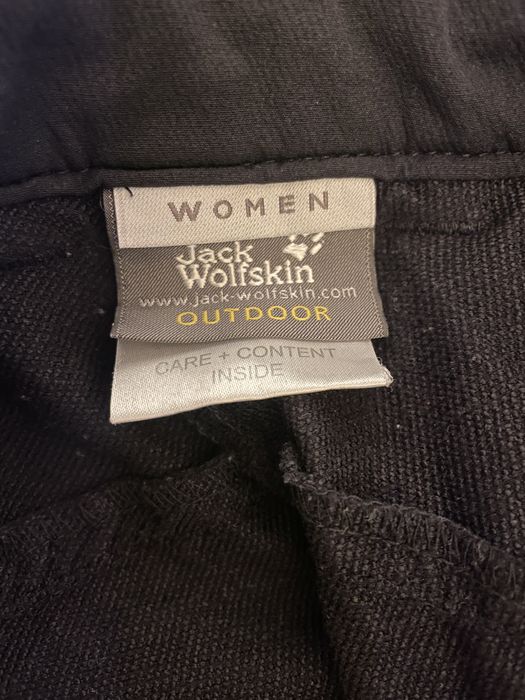 WOMEN
Jack
Wolfskin
www.jack-wolfskin.com
OUTDOOR
CARE + CONTENT
INSIDE